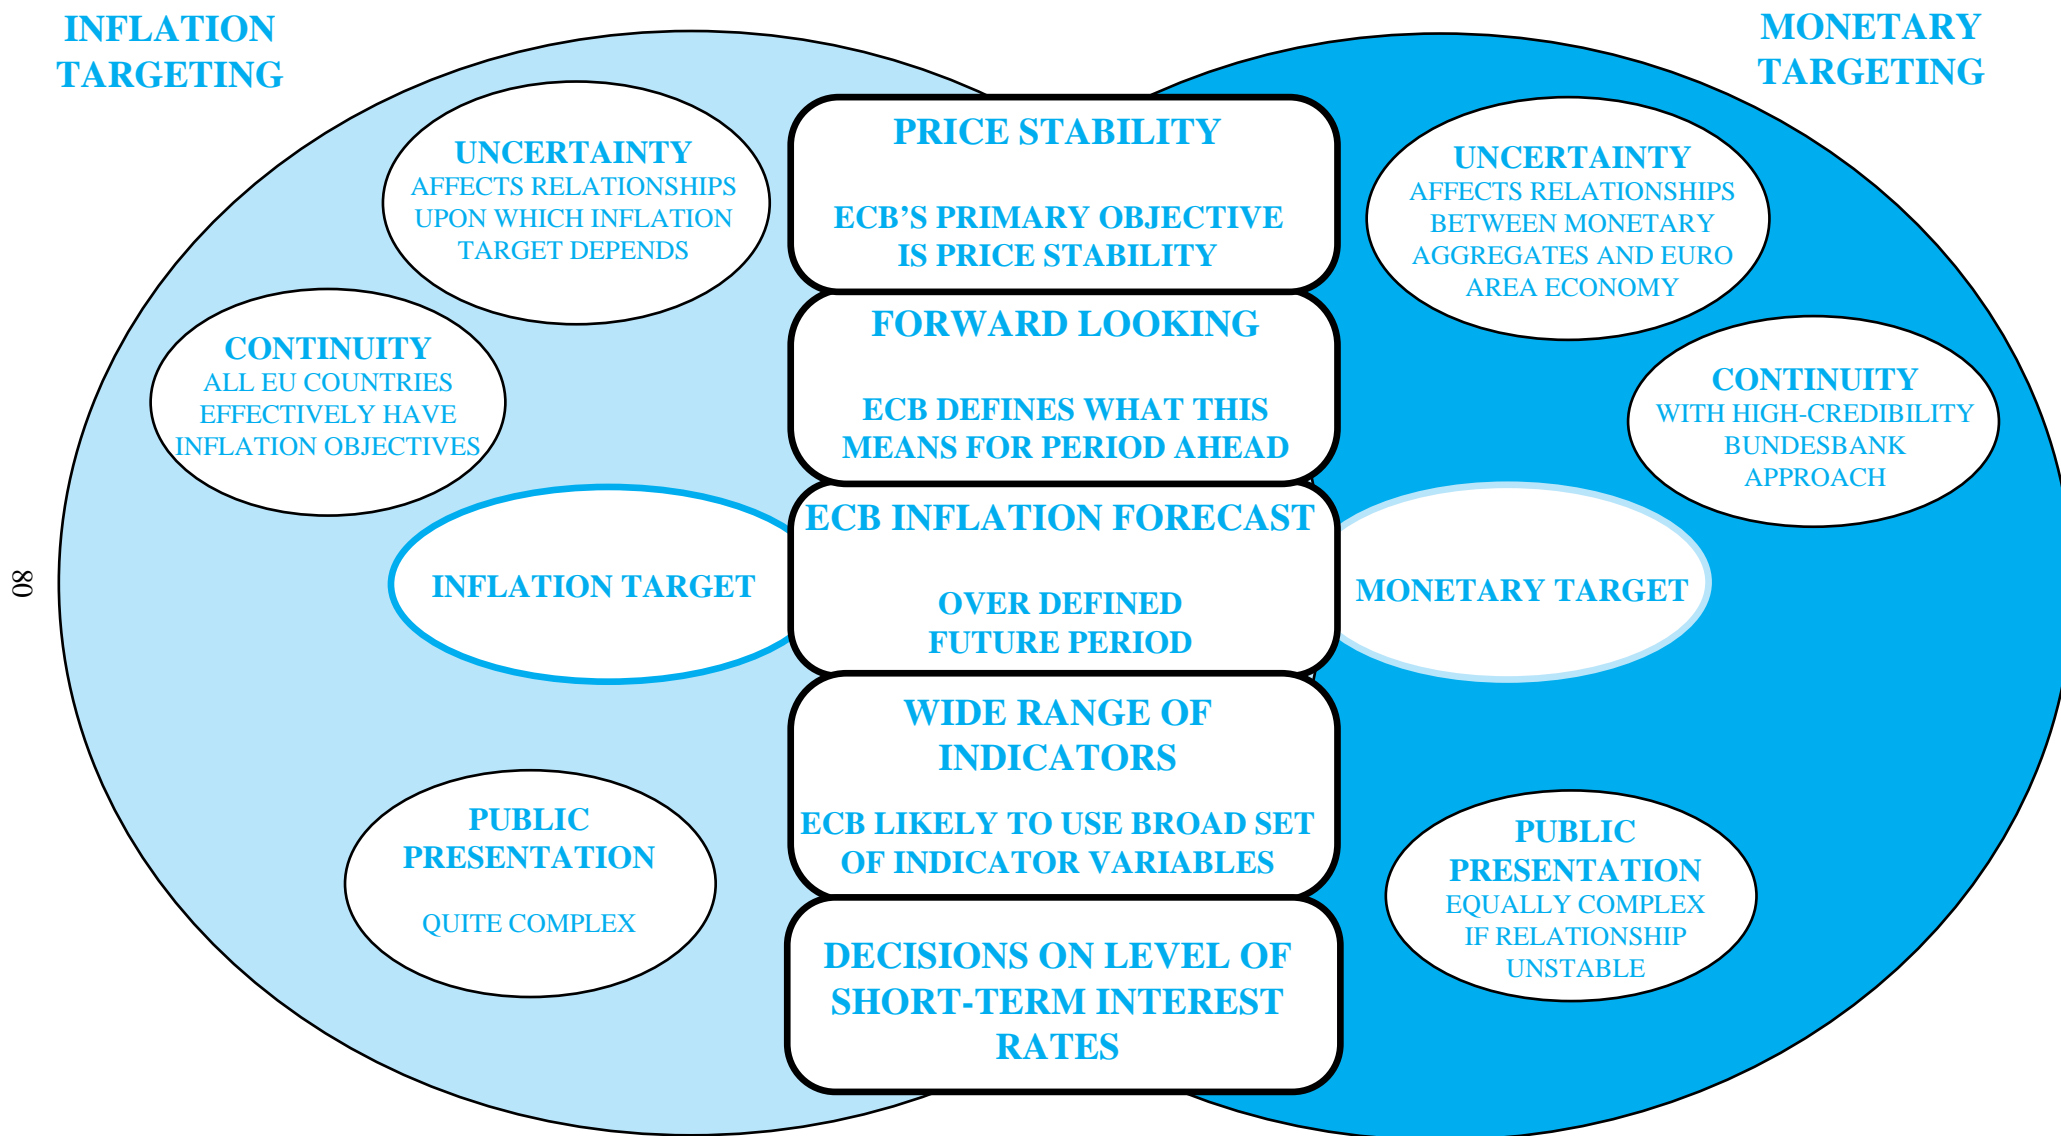 INFLATION
TARGETING
MONETARY
TARGETING
UNCERTAINTY
AFFECTS RELATIONSHIPS
UPON WHICH INFLATION
TARGET DEPENDS
CONTINUITY
ALL EU COUNTRIES
EFFECTIVELY HAVE
INFLATION OBJECTIVES
INFLATION TARGET
PUBLIC
PRESENTATION
QUITE COMPLEX
PRICE STABILITY
ECB’S PRIMARY OBJECTIVE
IS PRICE STABILITY
FORWARD LOOKING
ECB DEFINES WHAT THIS
MEANS FOR PERIOD AHEAD
ECB INFLATION FORECAST
OVER DEFINED
FUTURE PERIOD
WIDE RANGE OF
INDICATORS
ECB LIKELY TO USE BROAD SET
OF INDICATOR VARIABLES
DECISIONS ON LEVEL OF
SHORT-TERM INTEREST
RATES
UNCERTAINTY
AFFECTS RELATIONSHIPS
BETWEEN MONETARY
AGGREGATES AND EURO
AREA ECONOMY
CONTINUITY
WITH HIGH-CREDIBILITY
BUNDESBANK
APPROACH
MONETARY TARGET
PUBLIC
PRESENTATION
EQUALLY COMPLEX
IF RELATIONSHIP
UNSTABLE
80